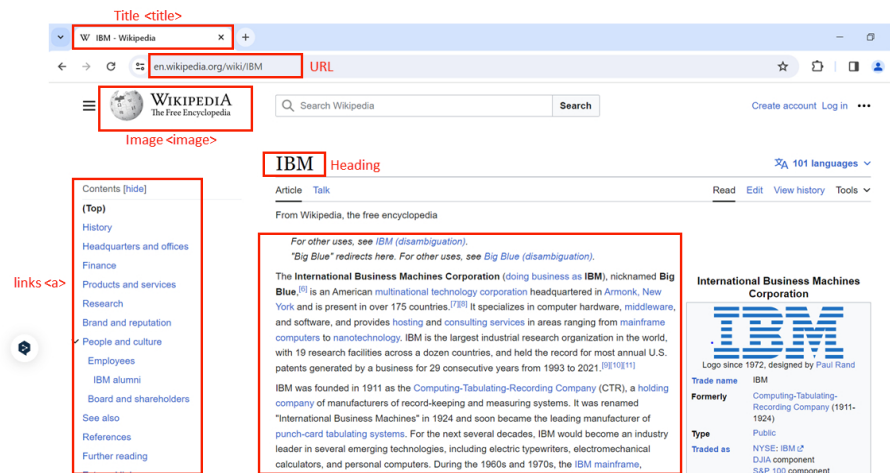 Title <title>
W IBM - Wikipedia × +
en.wikipedia.org/wiki/IBM URL
WIKIPEDIA
The Free Encyclopedia
Search Wikipedia Search
Create account Log in •••
Image <image>
IBM Heading
101 languages
Article Talk Read Edit View history Tools
From Wikipedia, the free encyclopedia
links <a>
Contents [hide]
(Top)
History
Headquarters and offices
Finance
Products and services
Research
Brand and reputation
People and culture
Employees
IBM alumni
Board and shareholders
See also
References
Further reading
For other uses, see IBM (disambiguation).
"Big Blue" redirects here. For other uses, see Big Blue (disambiguation).
The International Business Machines Corporation (doing business as IBM), nicknamed Big
Blue,[6] is an American multinational technology corporation headquartered in Armonk, New
York and is present in over 175 countries.[7][8] It specializes in computer hardware, middleware,
and software, and provides hosting and consulting services in areas ranging from mainframe
computers to nanotechnology. IBM is the largest industrial research organization in the world,
with 19 research facilities across a dozen countries, and held the record for most annual U.S.
patents generated by a business for 29 consecutive years from 1993 to 2021.[9][10][11]
IBM was founded in 1911 as the Computing-Tabulating-Recording Company (CTR), a holding
company of manufacturers of record-keeping and measuring systems. It was renamed
"International Business Machines" in 1924 and soon became the leading manufacturer of
punch-card tabulating systems. For the next several decades, IBM would become an industry
leader in several emerging technologies, including electric typewriters, electromechanical
calculators, and personal computers. During the 1960s and 1970s, the IBM mainframe,
International Business Machines
Corporation
IBM
Logo since 1972, designed by Paul Rand
Trade name IBM
Formerly Computing-Tabulating-
Recording Company (1911-
1924)
Type Public
Traded as NYSE: IBM
DJIA component
S&P 100 component